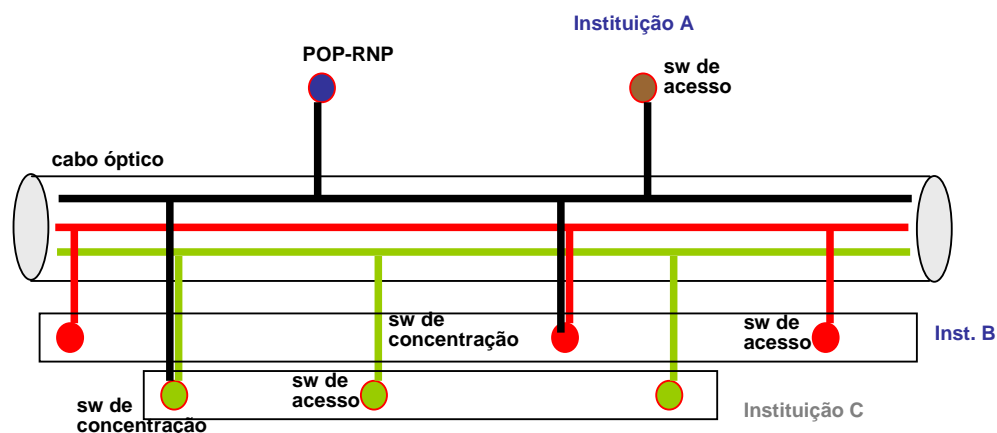 Instituição A
POP-RNP
sw de
acesso
cabo óptico
sw de
concentração
sw de
acesso
Inst. B
sw de
acesso
sw de
concentração
Instituição C